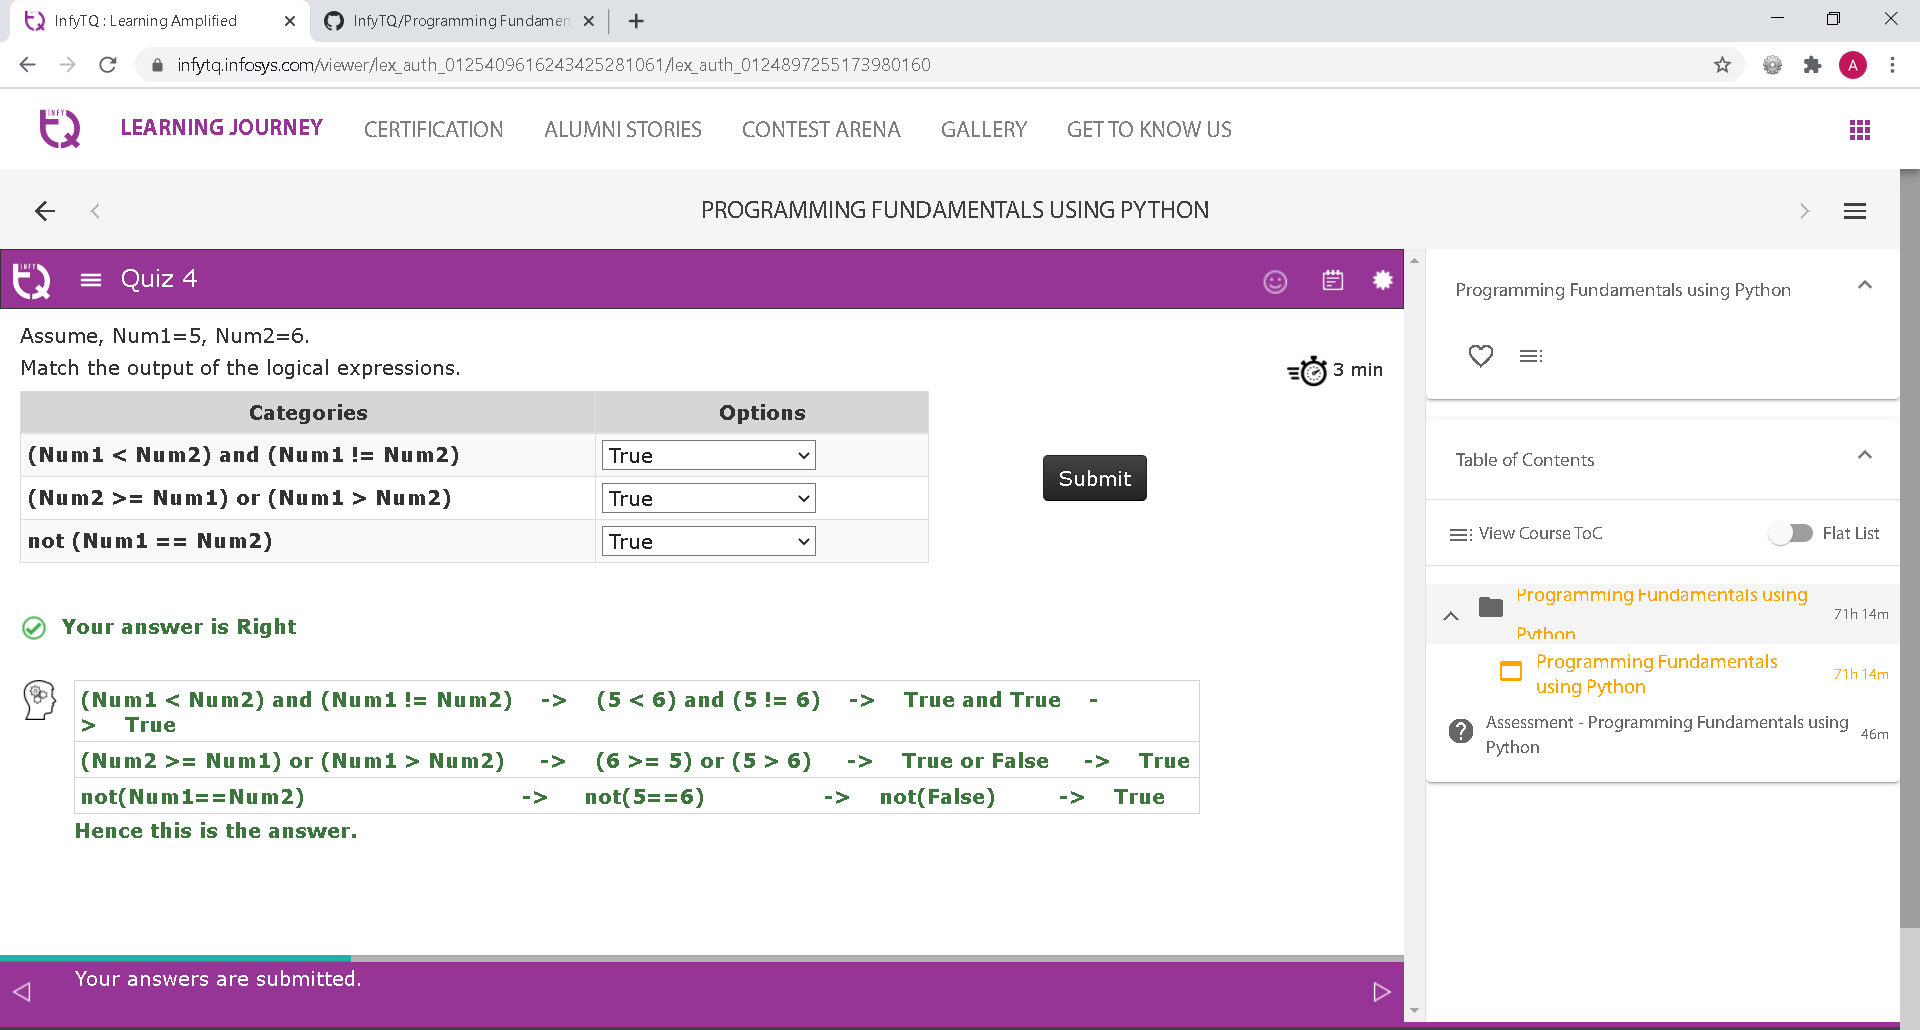 InfyTQ : Learning Amplified
InfyTQ/Programming Fundamen
infytq.infosys.com/viewer/lex_auth_0125409616243425281061/lex_auth_0124897255173980160
A
INFY
TQ
LEARNING JOURNEY
CERTIFICATION
ALUMNI STORIES
CONTEST ARENA
GALLERY
GET TO KNOW US
PROGRAMMING FUNDAMENTALS USING PYTHON
INFY
TQ
Quiz 4
Assume, Num1=5, Num2=6.
Match the output of the logical expressions.
3 min
Categories Options
(Num1 < Num2) and (Num1 != Num2) True
(Num2 >= Num1) or (Num1 > Num2) True
not (Num1 == Num2) True
Submit
Your answer is Right
(Num1 < Num2) and (Num1 != Num2) -> (5 < 6) and (5 != 6) -> True and True -
> True
(Num2 >= Num1) or (Num1 > Num2) -> (6 >= 5) or (5 > 6) -> True or False -> True
not(Num1==Num2) -> not(5==6) -> not(False) -> True
Hence this is the answer.
Your answers are submitted.
Programming Fundamentals using Python
Table of Contents
View Course ToC
Flat List
Programming Fundamentals using
Python
71h 14m
Programming Fundamentals
using Python
71h 14m
Assessment - Programming Fundamentals using
Python
46m